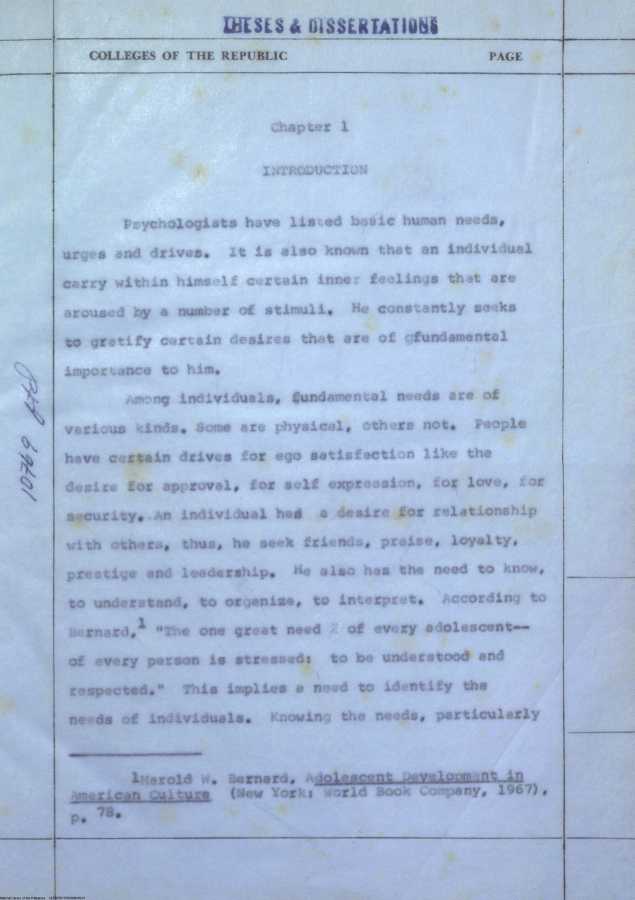 THESES & DISSERTATIONS
COLLEGES OF THE REPUBLIC PAGE
Chapter 1
INTRODUCTION
Psychologists have listed basic human needs,
urges and drives. It is also known that an individual
carry within himself certain inner feelings that are
aroused by a number of stimuli. He constantly seeks
to gratify certain desires that are of gfundamental
importance to him.
Among individuals, fundamental needs are of
various kinds. Some are physical, others not. People
have certain drives for ego satisfaction like the
desire for approval, for self expression, for love, for
security. An individual has a desire for relationship
with others, thus, he seek friends, praise, loyalty,
prestige and leadership. He also has the need to know,
to understand, to organize, to interpret. According to
Bernard,1 "The one great need of every adolescent--
of every person is stressed: to be understood and
respected." This implies a need to identify the
needs of individuals. Knowing the needs, particularly
1Harold W. Bernard, Adolescent Development in
American Culture (New York: World Book Company, 1967),
p. 78.
10769